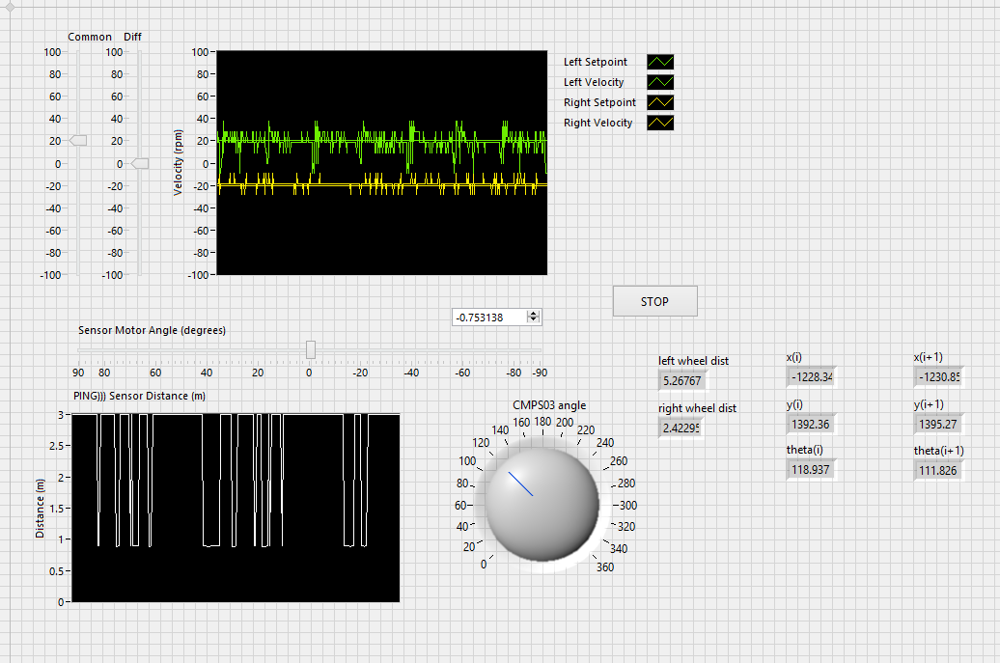 Common Diff
100 100 100
80 80 80
60 60 60
40 40 40
20 20 20
0 0 0
-20 -20 -20
-40 -40 -40
-60 -60 -60
-80 -80 -80
-100 -100 -100
Velocity (rpm)
Left Setpoint
Left Velocity
Right Setpoint
Right Velocity
STOP
-0.753138
Sensor Motor Angle (degrees)
90 80 60 40 20 0 -20 -40 -60 -80 -90
PING))) Sensor Distance (m)
3
2.5
2
1.5
1
0.5
0
Distance (m)
CMPS03 angle
0 20 40 60 80 100 120 140 160 180 200 220 240 260 280 300 320 340 360
left wheel dist
5.26767
right wheel dist
2.42295
x(i) x(i+1)
-1228.34 -1230.85
y(i) y(i+1)
1392.36 1395.27
theta(i) theta(i+1)
118.937 111.826